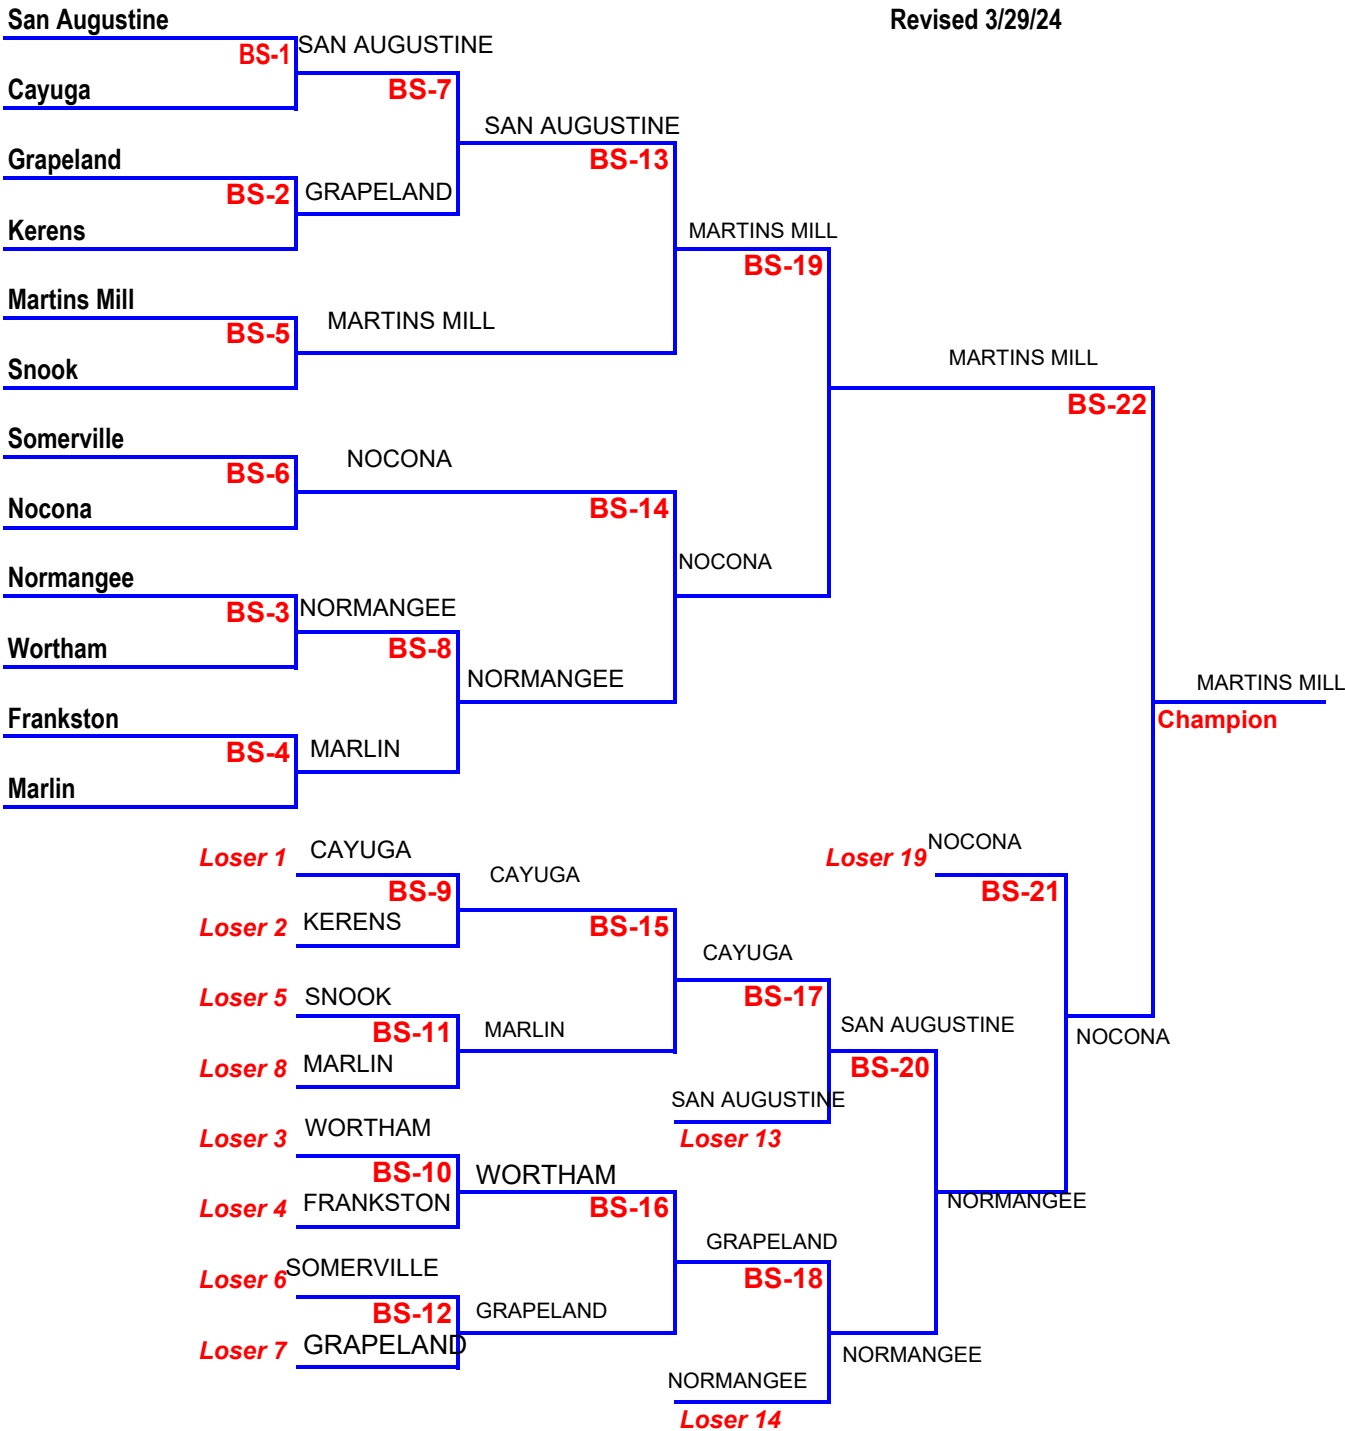 San Augustine
Revised 3/29/24
BS-1
SAN AUGUSTINE
Cayuga
BS-7
SAN AUGUSTINE
Grapeland
BS-13
BS-2
GRAPELAND
Kerens
MARTINS MILL
BS-19
Martins Mill
BS-5
MARTINS MILL
Snook
MARTINS MILL
BS-22
Somerville
BS-6
NOCONA
Nocona
BS-14
NOCONA
Normangee
BS-3
NORMANGEE
Wortham
BS-8
NORMANGEE
MARTINS MILL
Frankston
Champion
BS-4
MARLIN
Marlin
Loser 1
CAYUGA
CAYUGA
Loser 19
NOCONA
BS-9
BS-21
Loser 2
KERENS
BS-15
CAYUGA
Loser 5
SNOOK
BS-17
BS-11
MARLIN
SAN AUGUSTINE
NOCONA
Loser 8
MARLIN
BS-20
SAN AUGUSTINE
Loser 3
WORTHAM
Loser 13
BS-10
WORTHAM
Loser 4
FRANKSTON
BS-16
NORMANGEE
GRAPELAND
Loser 6
SOMERVILLE
BS-18
BS-12
GRAPELAND
Loser 7
GRAPELAND
NORMANGEE
NORMANGEE
Loser 14